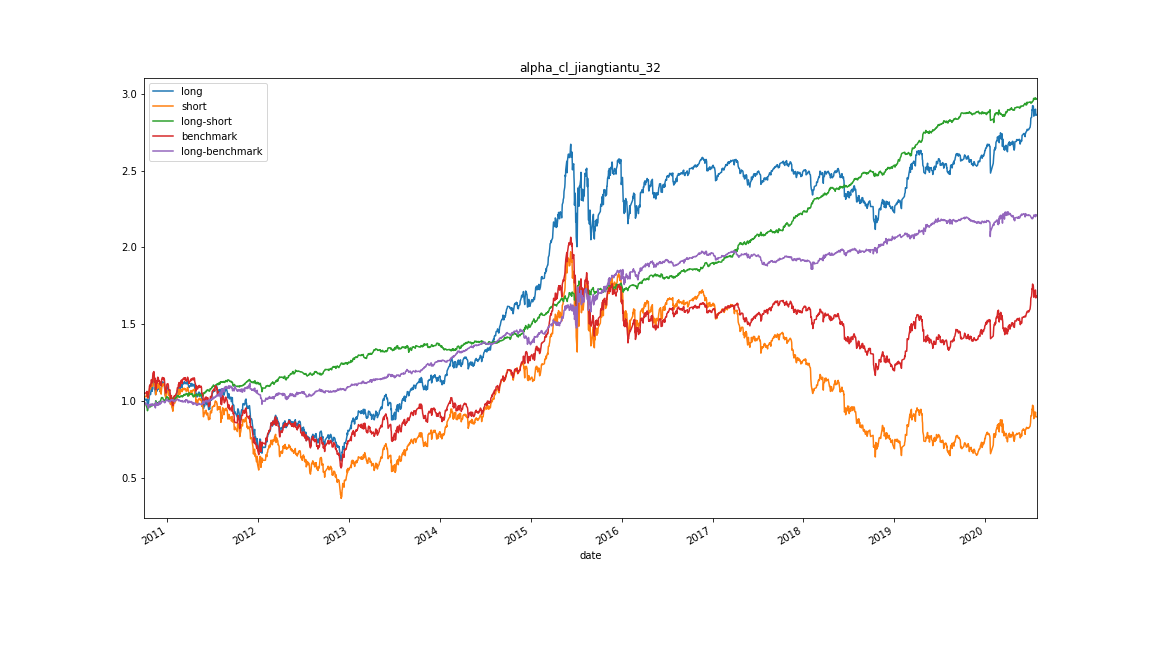 alpha_cl_jiangtiantu_32
long
short
long-short
benchmark
long-benchmark
3.0
2.5
2.0
1.5
1.0
0.5
2011 2012 2013 2014 2015 2016 2017 2018 2019 2020
date